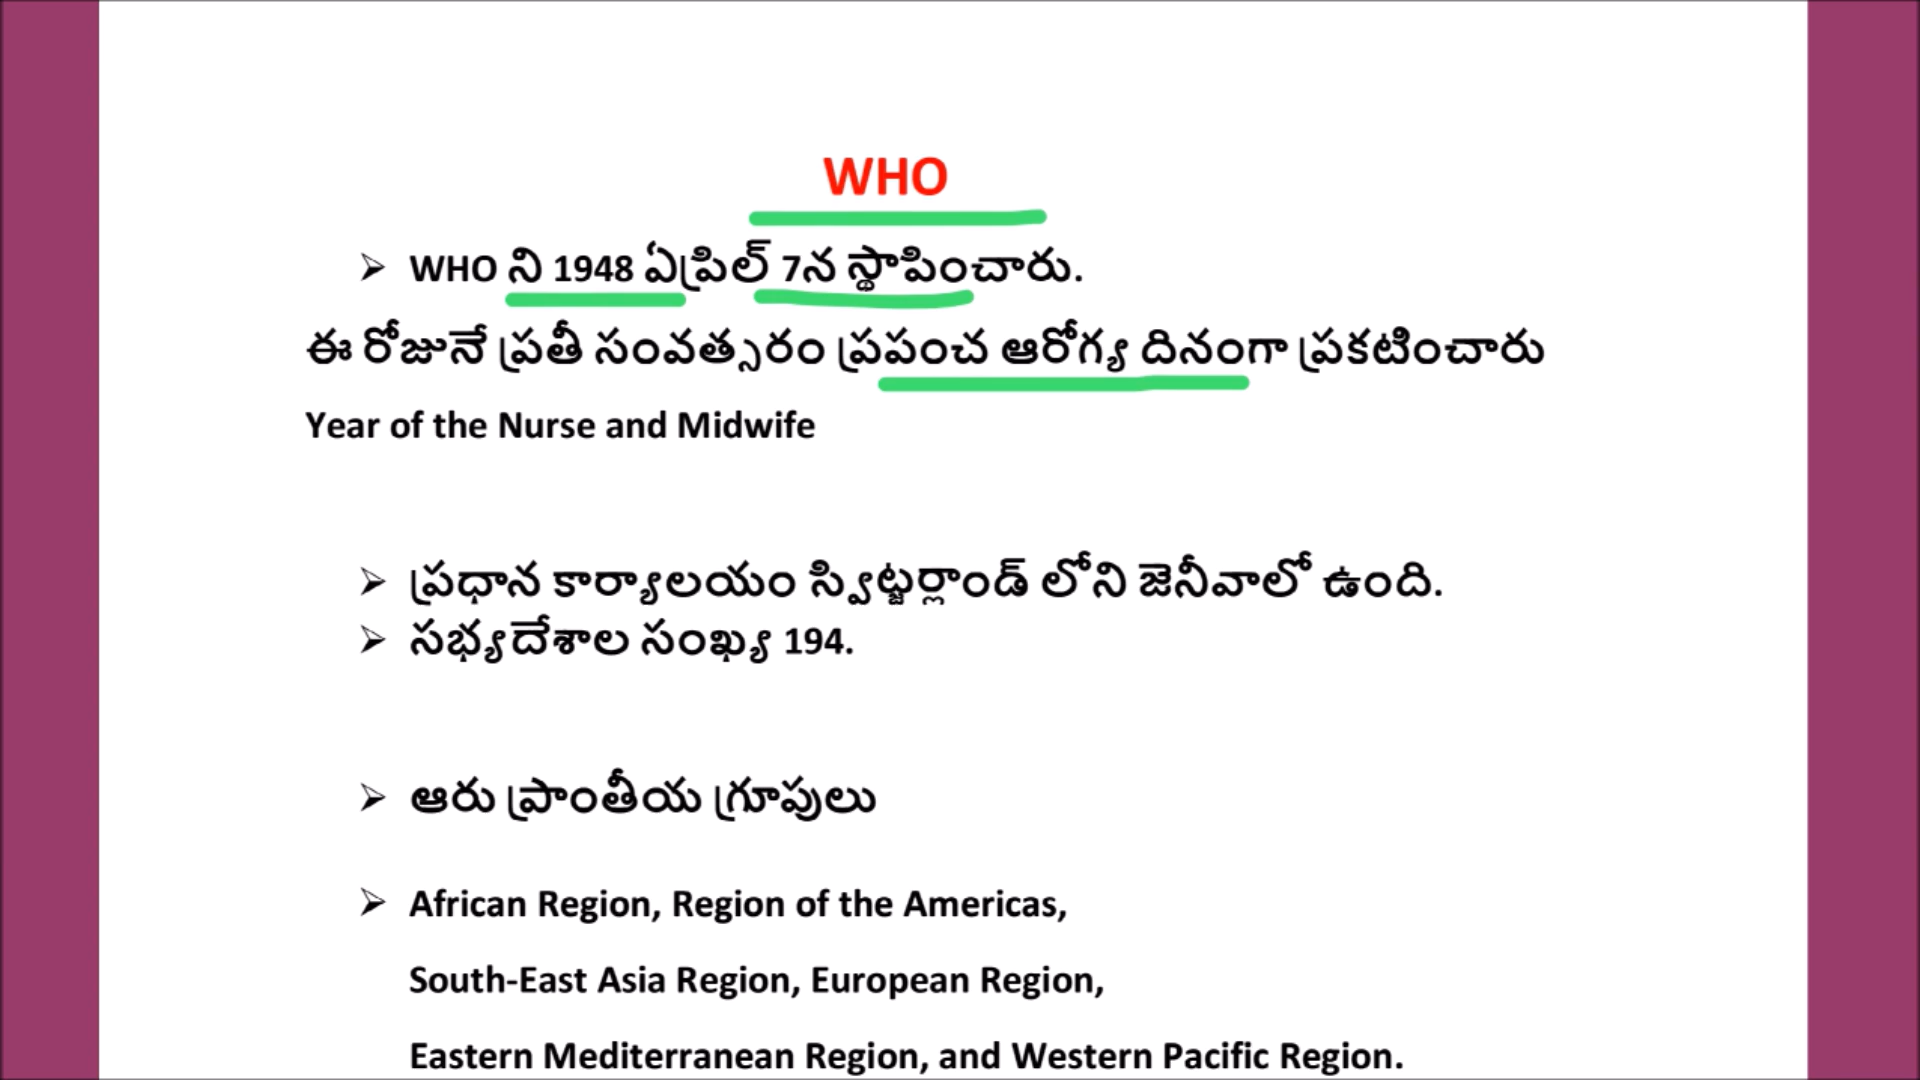 WHO
➢ WHO ని 1948 ఏప్రిల్ 7న స్థాపించారు.
ఈ రోజునే ప్రతీ సంవత్సరం ప్రపంచ ఆరోగ్య దినంగా ప్రకటించారు
Year of the Nurse and Midwife
➢ ప్రధాన కార్యాలయం స్విట్జర్లాండ్ లోని జెనీవాలో ఉంది.
➢ సభ్యదేశాల సంఖ్య 194.
➢ ఆరు ప్రాంతీయ గ్రూపులు
➢ African Region, Region of the Americas,
South-East Asia Region, European Region,
Eastern Mediterranean Region, and Western Pacific Region.